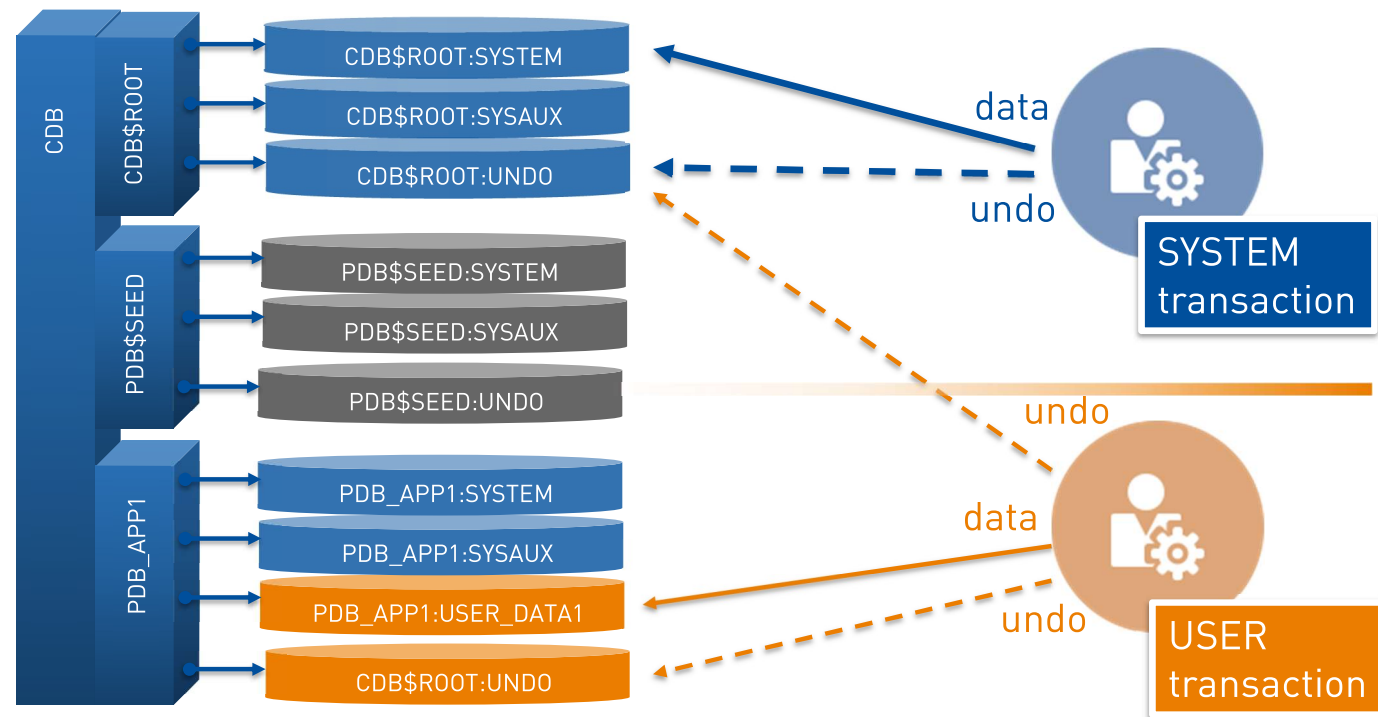 CDB
CDB$ROOT
CDB$ROOT:SYSTEM
CDB$ROOT:SYSAUX
CDB$ROOT:UNDO
data
undo
SYSTEM
transaction
PDB$SEED
PDB$SEED:SYSTEM
PDB$SEED:SYSAUX
PDB$SEED:UNDO
undo
PDB_APP1
PDB_APP1:SYSTEM
PDB_APP1:SYSAUX
PDB_APP1:USER_DATA1
CDB$ROOT:UNDO
data
undo
USER
transaction